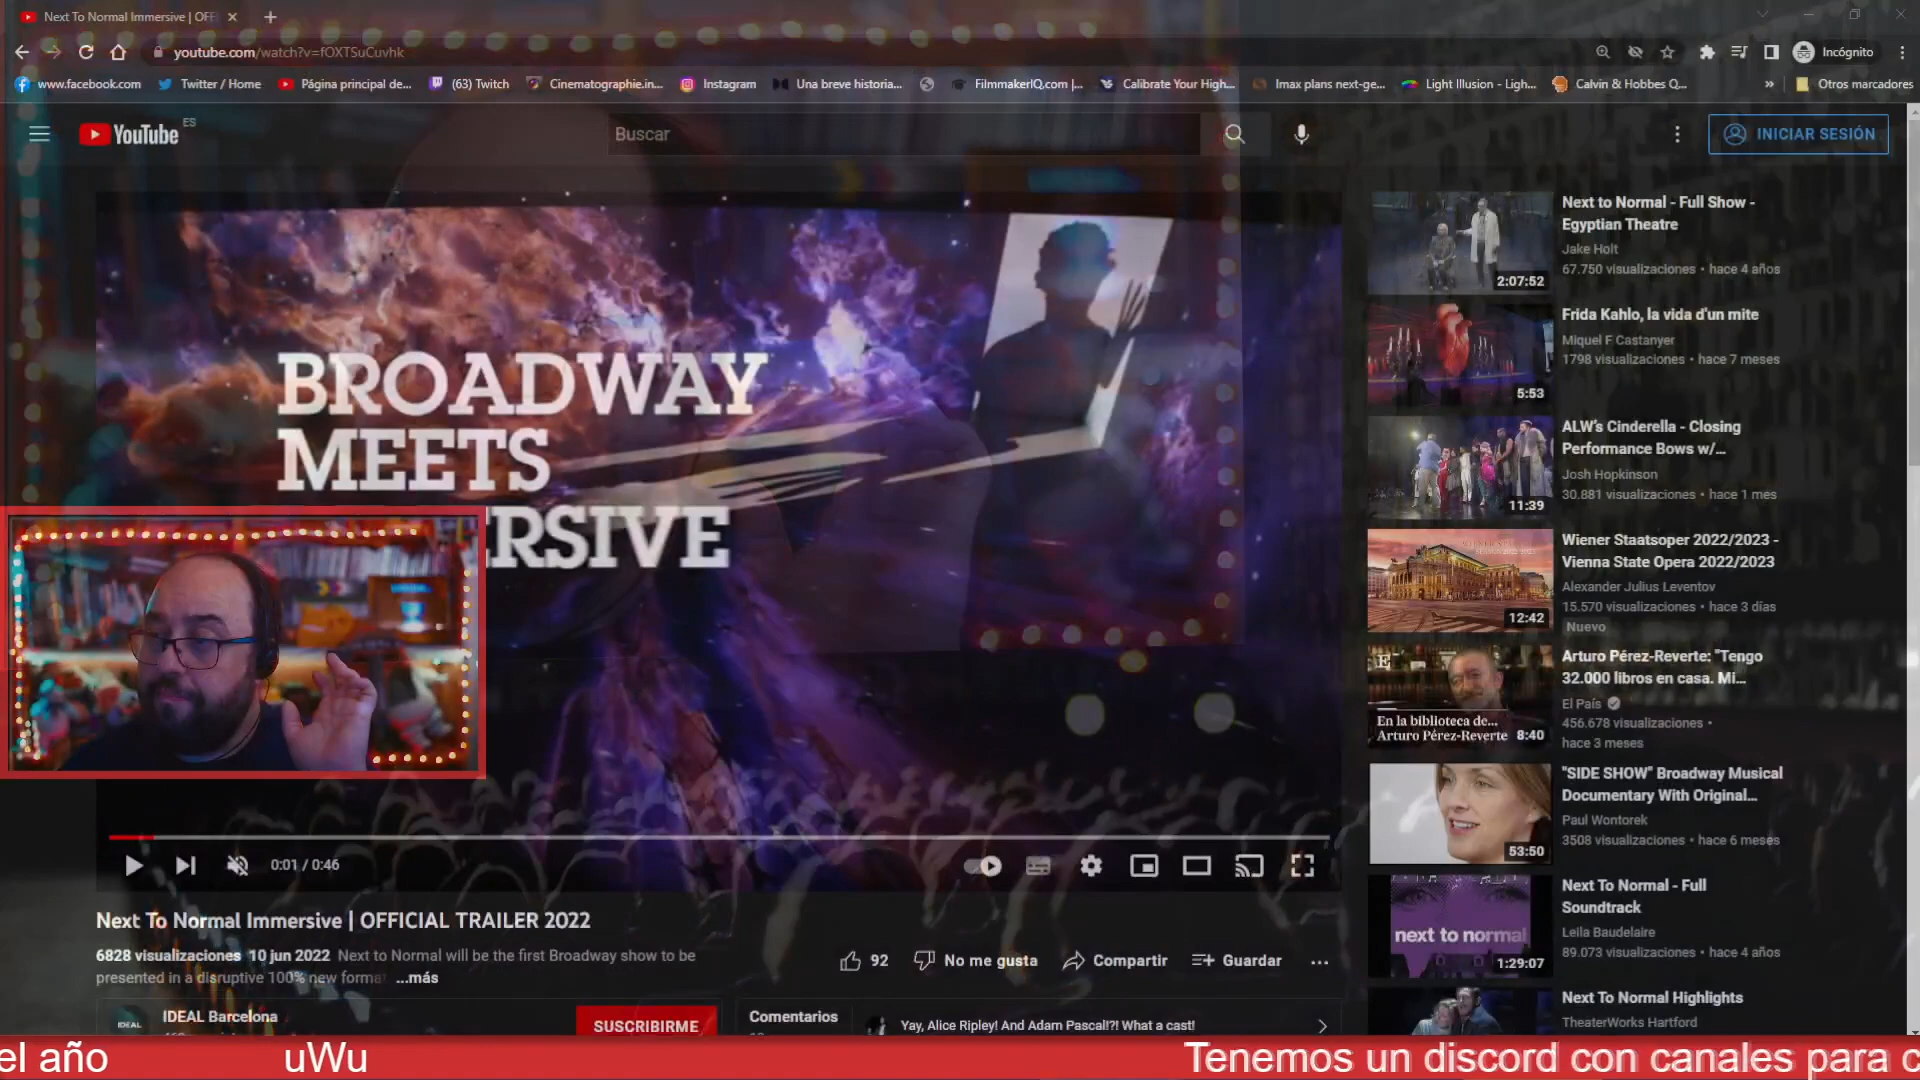 Next To Normal Immersive | OFF
youtube.com/watch?v=fOXTSuCuvhk
Incógnito
www.facebook.com
Twitter / Home
Página principal de...
(63) Twitch
Cinematographie.in...
Instagram
Una breve historia...
FilmmakerIQ.com |...
Calibrate Your High...
Imax plans next-ge...
Light Illusion - Ligh...
Calvin & Hobbes Q...
»
Otros marcadores
YouTube
ES
Buscar
INICIAR SESIÓN
BROADWAY
MEETS
ERSIVE
0:01 / 0:46
Next To Normal Immersive | OFFICIAL TRAILER 2022
6828 visualizaciones 10 jun 2022 Next to Normal will be the first Broadway show to be
presented in a disruptive 100% new format ...más
92
No me gusta
Compartir
Guardar
IDEAL
IDEAL Barcelona
SUSCRIBIRME
Comentarios
Yay, Alice Ripley! And Adam Pascal!?! What a cast!
2:07:52
Next to Normal - Full Show -
Egyptian Theatre
Jake Holt
67.750 visualizaciones • hace 4 años
5:53
Frida Kahlo, la vida d'un mite
Miquel F Castanyer
1798 visualizaciones • hace 7 meses
11:39
ALW's Cinderella - Closing
Performance Bows w/...
Josh Hopkinson
30.881 visualizaciones • hace 1 mes
12:42
Wiener Staatsoper 2022/2023 -
Vienna State Opera 2022/2023
Alexander Julius Leventov
15.570 visualizaciones • hace 3 días
Nuevo
E
En la biblioteca de...
Arturo Pérez-Reverte
8:40
Arturo Pérez-Reverte: "Tengo
32.000 libros en casa. Mi...
El País
456.678 visualizaciones •
hace 3 meses
53:50
"SIDE SHOW" Broadway Musical
Documentary With Original...
Paul Wontorek
3508 visualizaciones • hace 6 meses
next to normal
1:29:07
Next To Normal - Full
Soundtrack
Leila Baudelaire
89.073 visualizaciones • hace 4 años
Next To Normal Highlights
TheaterWorks Hartford
el año
uWu
Tenemos un discord con canales para c